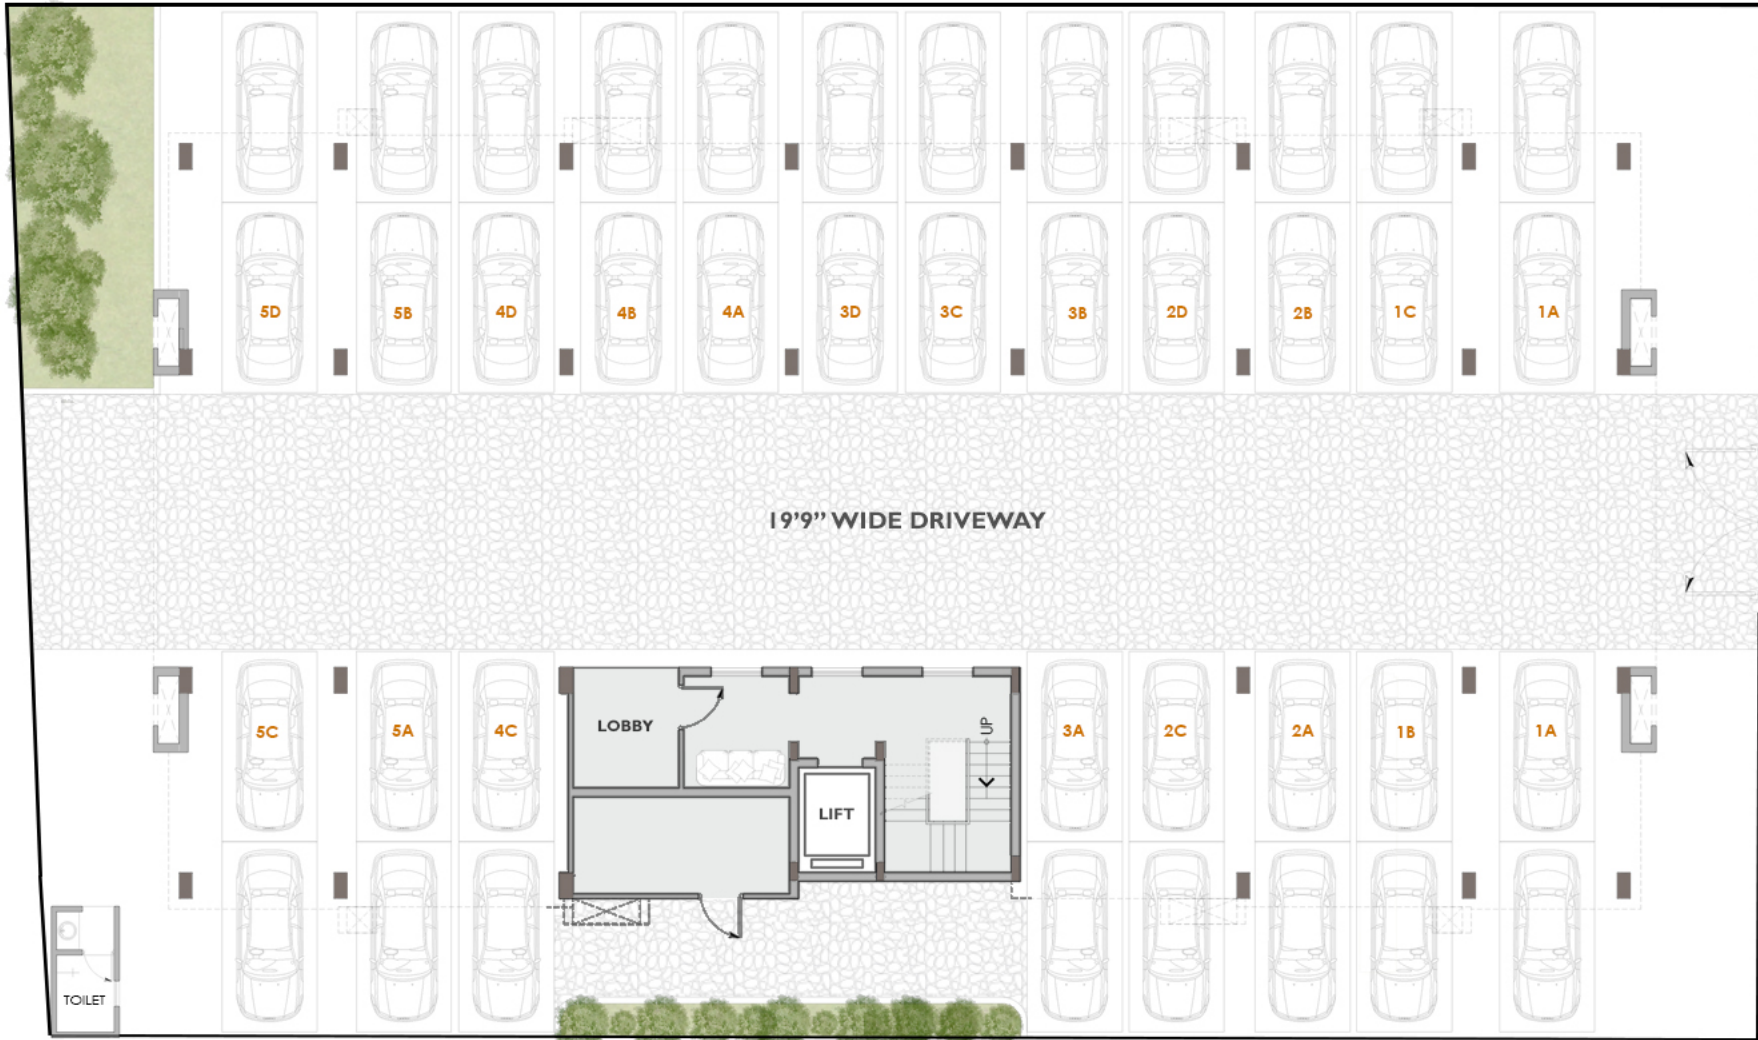 5D 5B 4D 4B 4A 3D 3C 3B 2D 2B 1C 1A
19'9" WIDE DRIVEWAY
5C 5A 4C LOBBY UP 3A 2C 2A 1B 1A
LIFT
TOILET